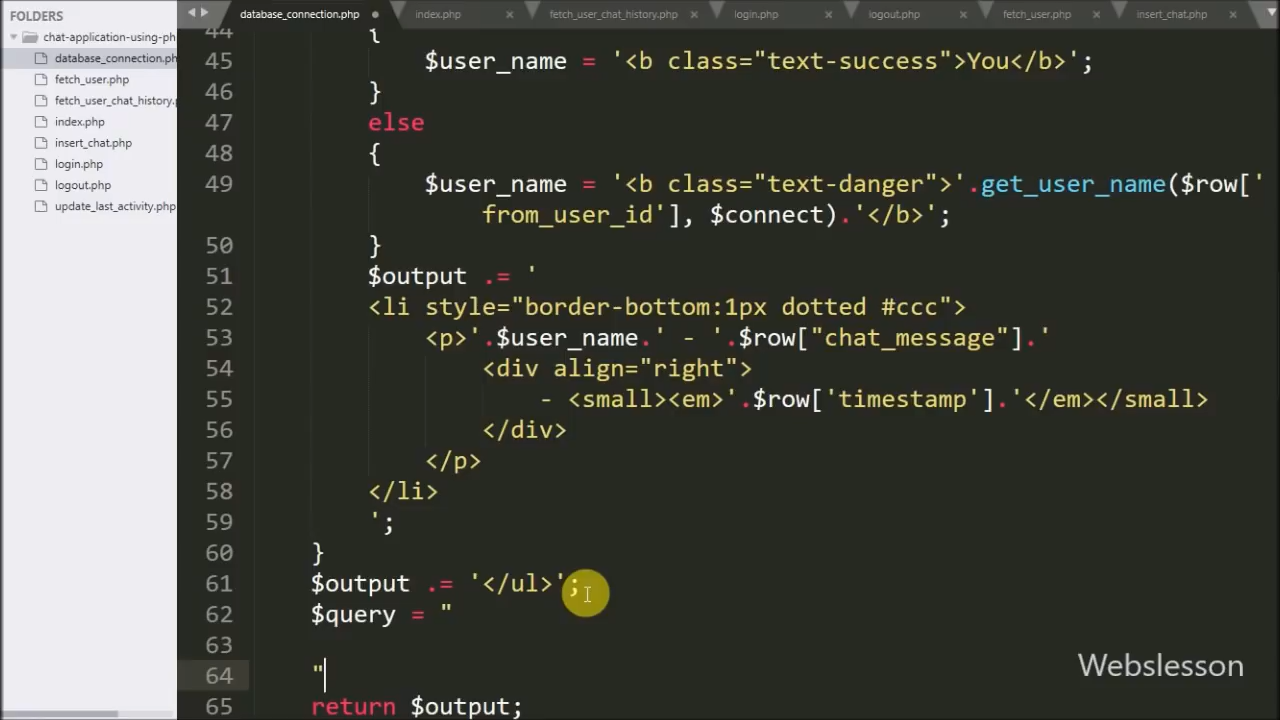 FOLDERS
chat-application-using-ph
database_connection.ph
fetch_user.php
fetch_user_chat_history.p
index.php
insert_chat.php
login.php
logout.php
update_last_activity.php
database_connection.php
index.php
fetch_user_chat_history.php
login.php
logout.php
fetch_user.php
insert_chat.php
44 {
45 $user_name = '<b class="text-success">You</b>';
46 }
47 else
48 {
49 $user_name = '<b class="text-danger">'.get_user_name($row['
from_user_id'], $connect).'</b>';
50 }
51 $output .= '
52 <li style="border-bottom:1px dotted #ccc">
53 <p>'.$user_name.' - '.$row["chat_message"].'
54 <div align="right">
55 - <small><em>'.$row['timestamp'].'</em></small>
56 </div>
57 </p>
58 </li>
59 ';
60 }
61 $output .= '</ul>';
62 $query = "
63
64 "
65 return $output;
Webslesson